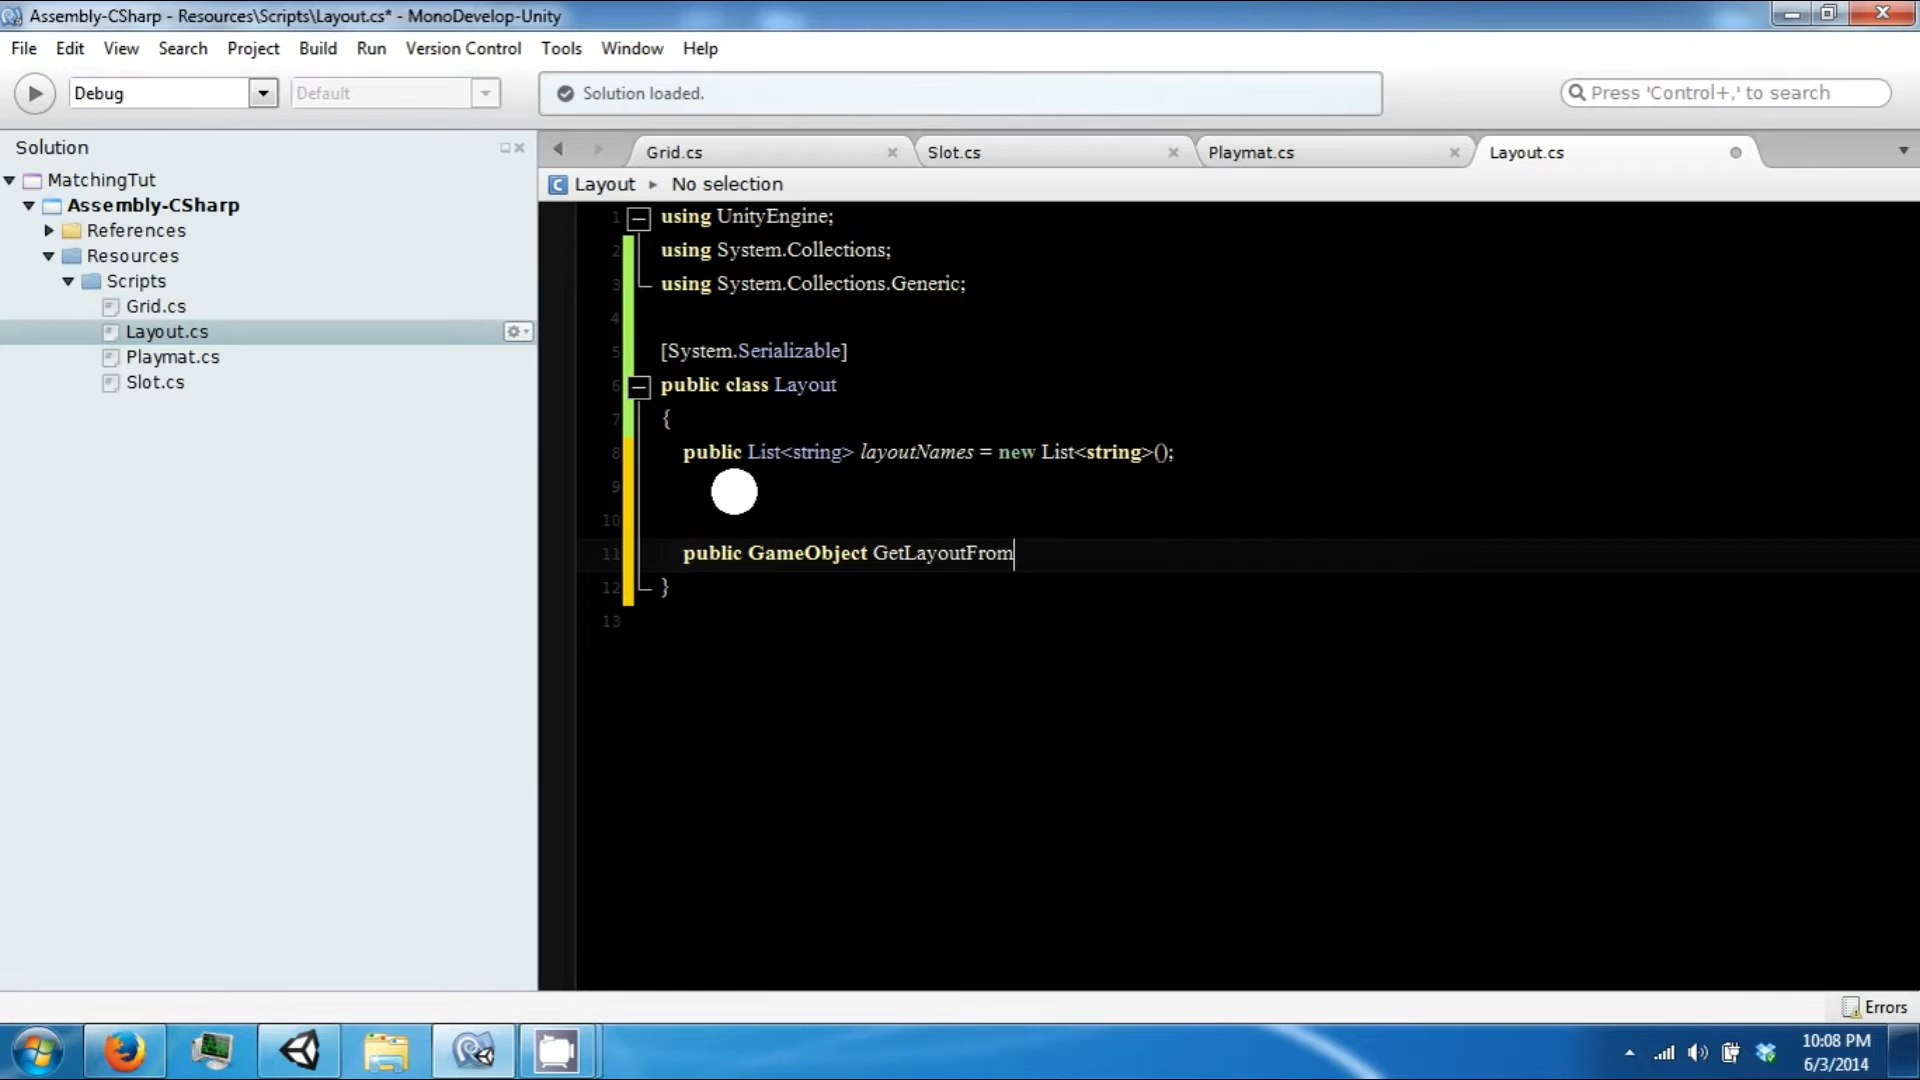 Assembly-CSharp - Resources\Scripts\Layout.cs* - MonoDevelop-Unity
File Edit View Search Project Build Run Version Control Tools Window Help
Debug Default Solution loaded. Press 'Control+,' to search
Solution
MatchingTut
Assembly-CSharp
References
Resources
Scripts
Grid.cs
Layout.cs
Playmat.cs
Slot.cs
Grid.cs Slot.cs Playmat.cs Layout.cs
Layout No selection
1 using UnityEngine;
2 using System.Collections;
3 using System.Collections.Generic;
4
5 [System.Serializable]
6 public class Layout
7 {
8 public List<string> layoutNames = new List<string>();
9
10
11 public GameObject GetLayoutFrom
12 }
13
Errors
10:08 PM
6/3/2014